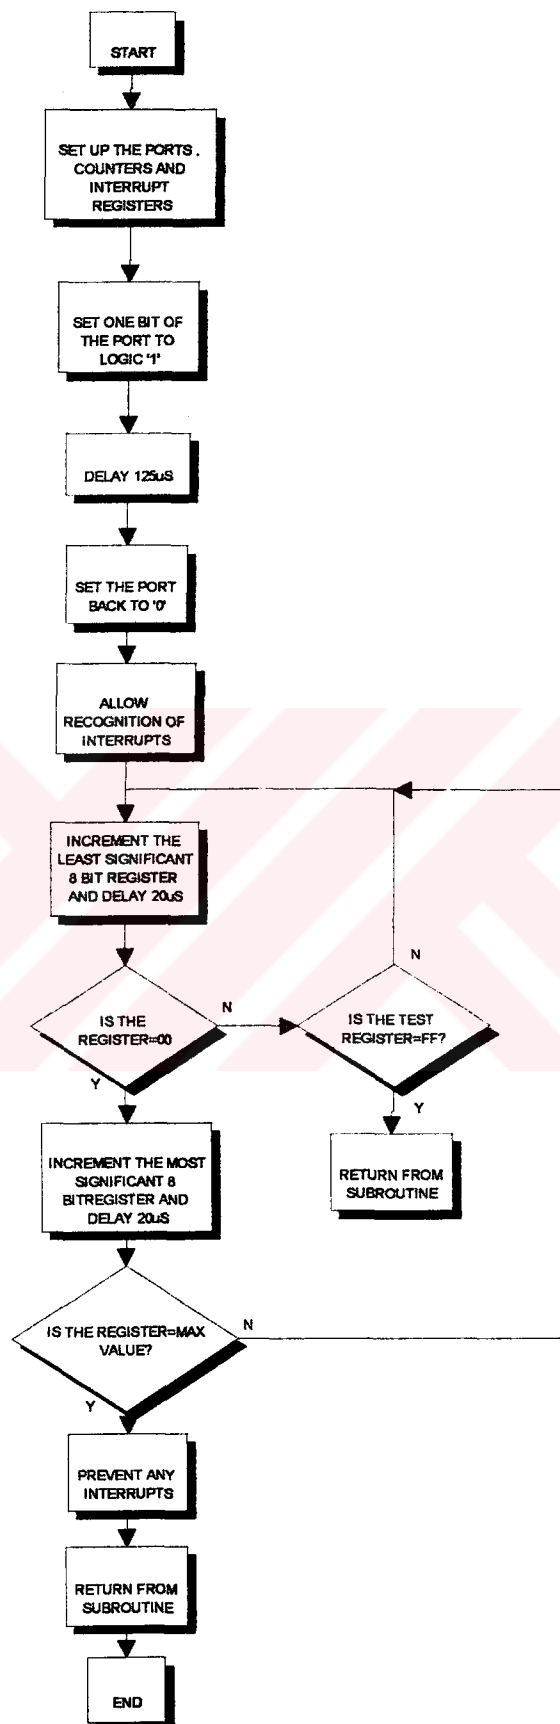 START
SET UP THE PORTS .
COUNTERS AND
INTERRUPT
REGISTERS
SET ONE BIT OF
THE PORT TO
LOGIC '1'
DELAY 125uS
SET THE PORT
BACK TO '0'
ALLOW
RECOGNITION OF
INTERRUPTS
INCREMENT THE
LEAST SIGNIFICANT
8 BIT REGISTER
AND DELAY 20uS
N
IS THE
REGISTER=00
N
IS THE TEST
REGISTER=FF?
Y
Y
INCREMENT THE MOST
SIGNIFICANT 8
BITREGISTER AND
DELAY 20uS
RETURN FROM
SUBROUTINE
IS THE REGISTER=MAX
VALUE?
N
Y
PREVENT ANY
INTERRUPTS
RETURN FROM
SUBROUTINE
END